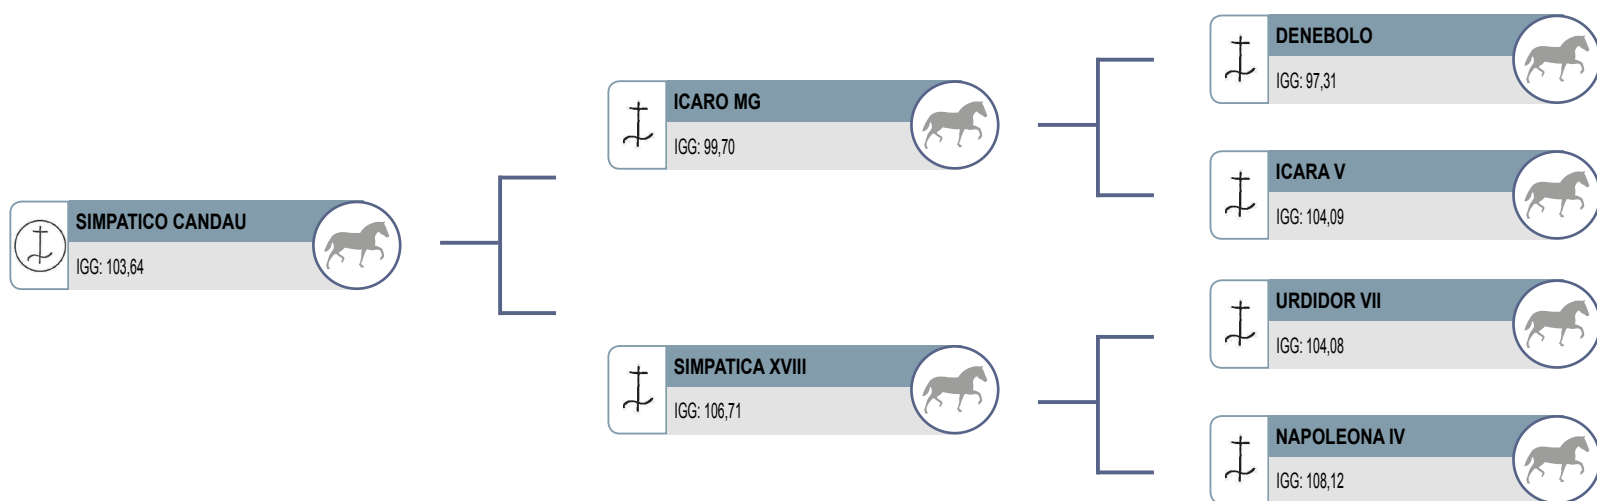 SIMPATICO CANDAU
IGG: 103,64
ICARO MG
IGG: 99,70
SIMPATICA XVIII
IGG: 106,71
DENEBOLO
IGG: 97,31
ICARA V
IGG: 104,09
URDIDOR VII
IGG: 104,08
NAPOLEONA IV
IGG: 108,12